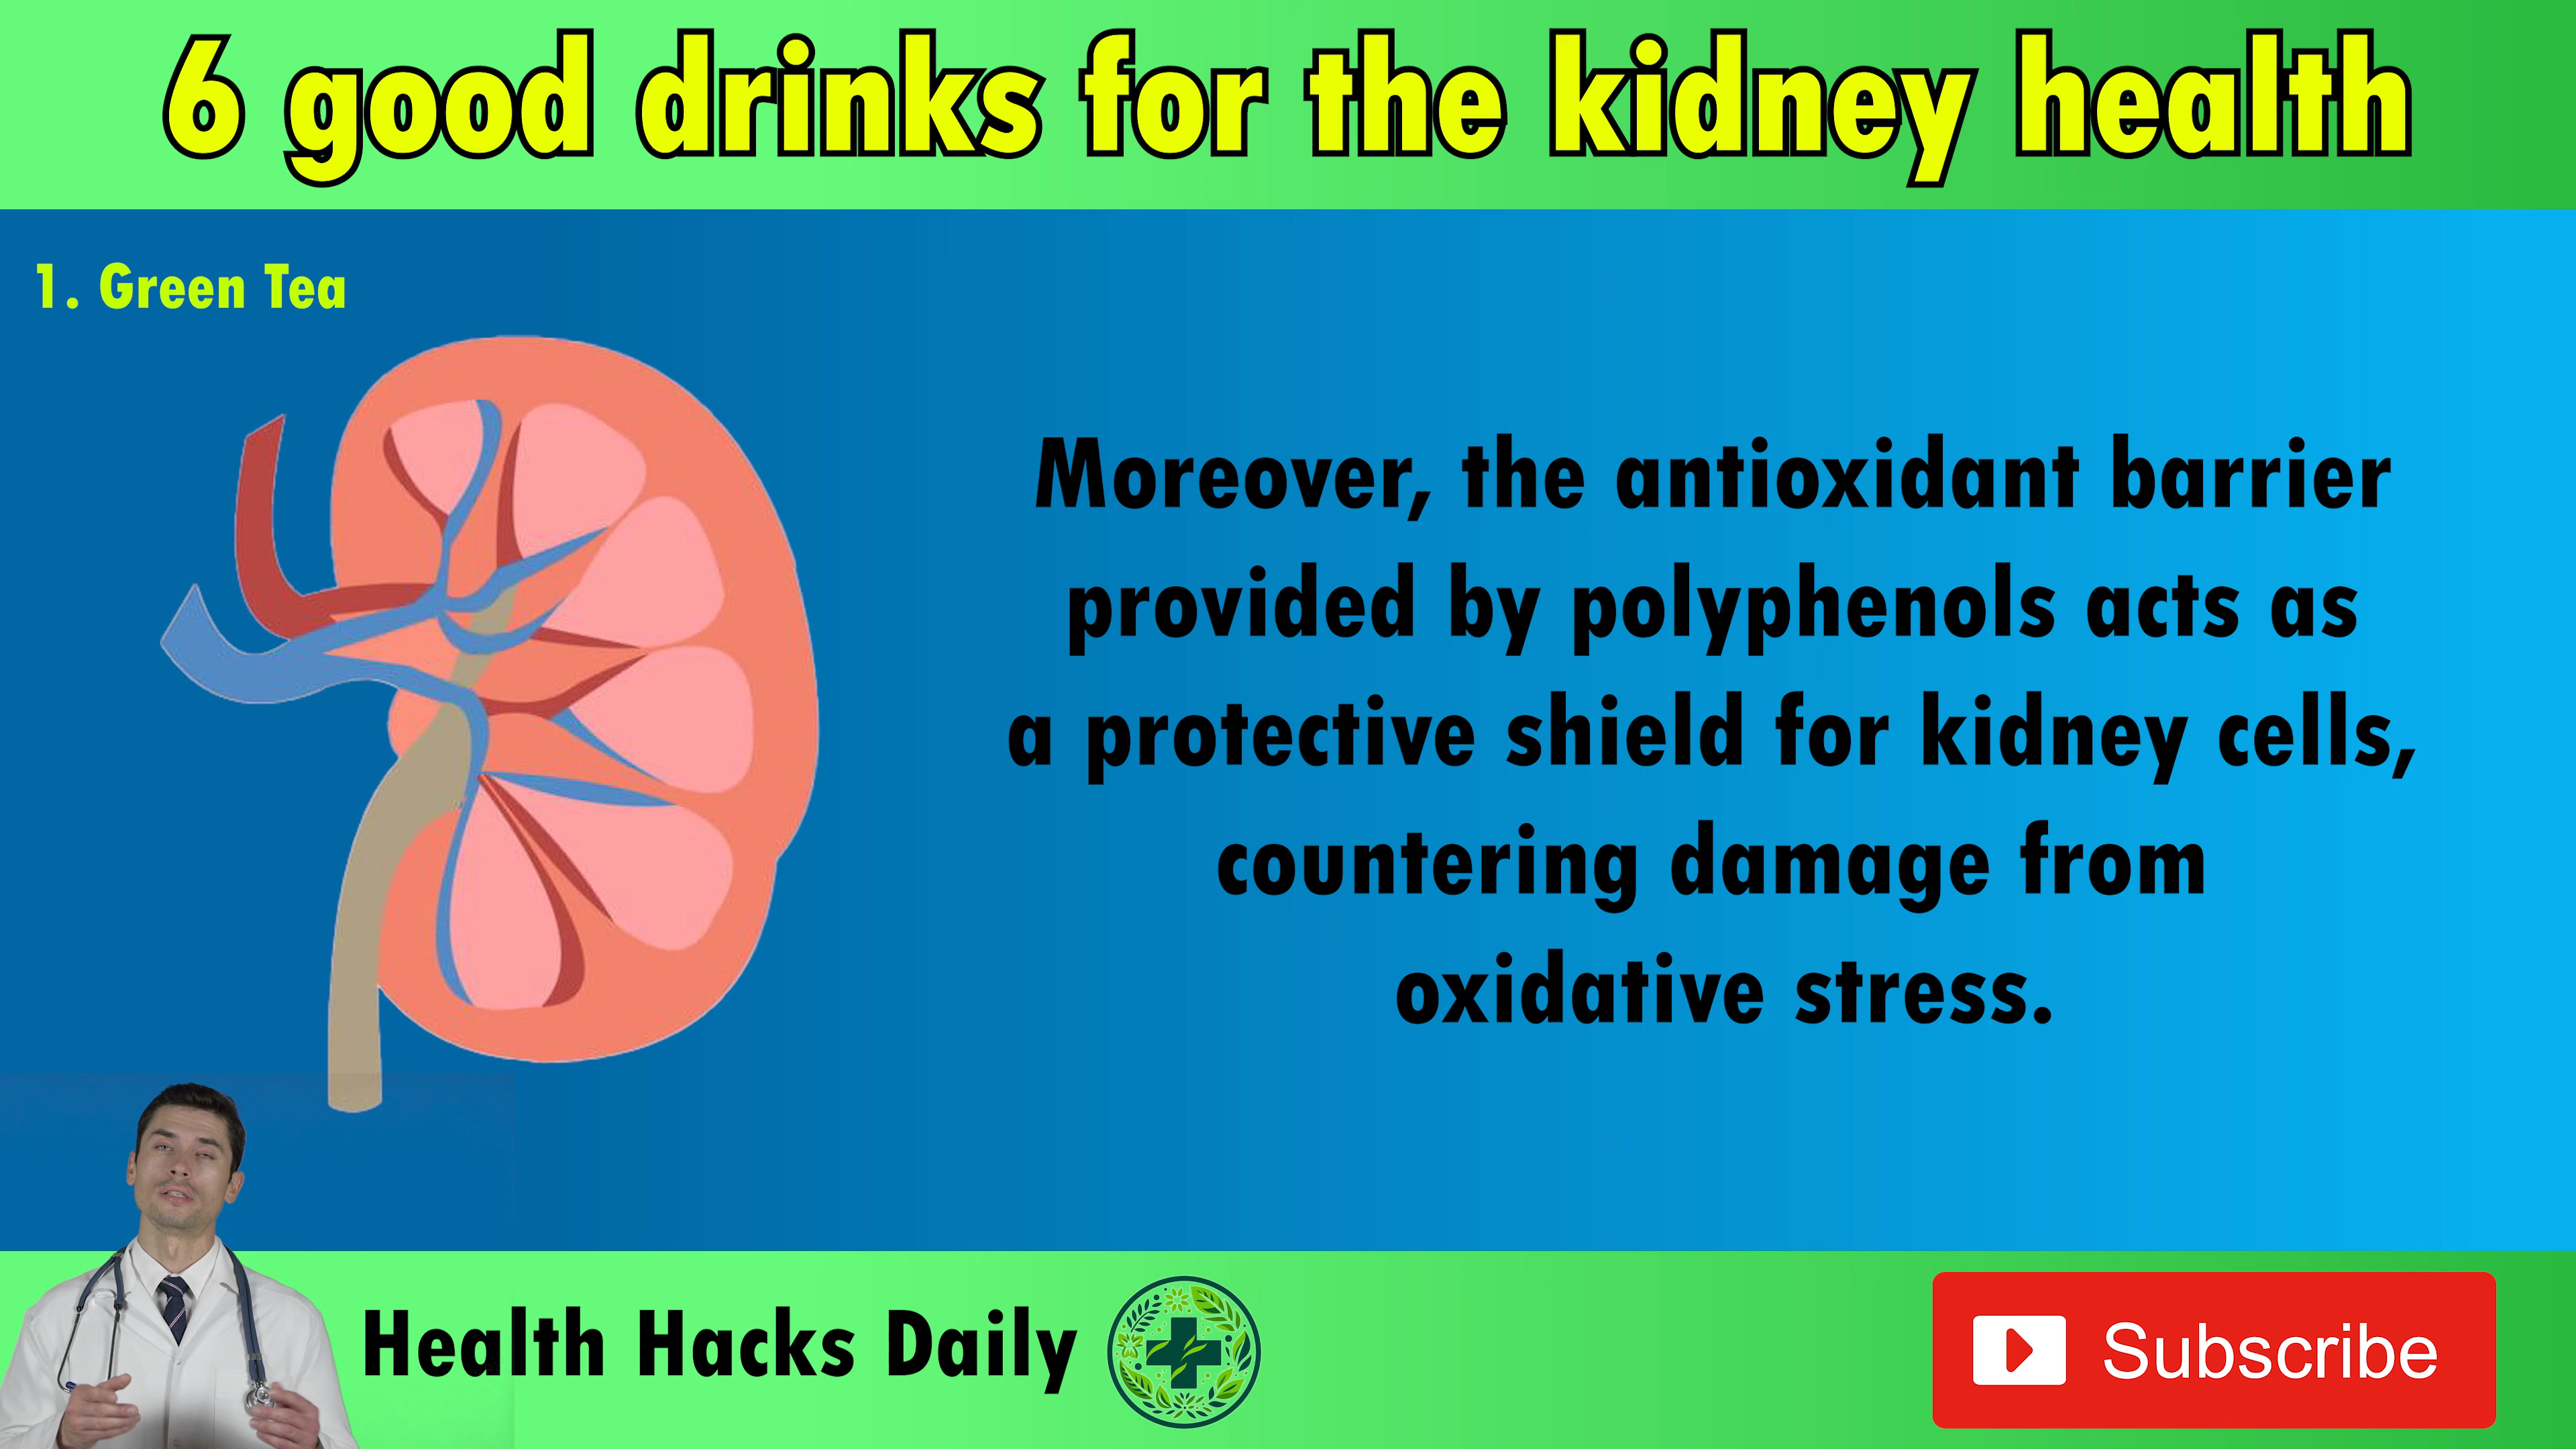 6 good drinks for the kidney health
1. Green Tea
Moreover, the antioxidant barrier
provided by polyphenols acts as
a protective shield for kidney cells,
countering damage from
oxidative stress.
Health Hacks Daily
Subscribe